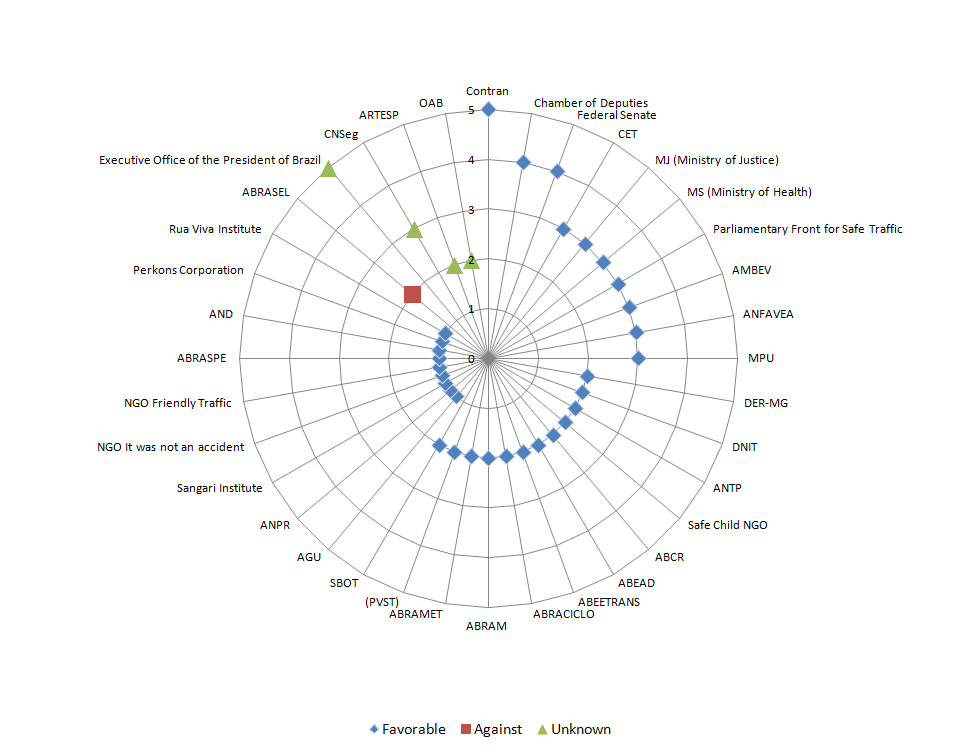 Contran
OAB
Chamber of Deputies
ARTESP
Federal Senate
CNSeg
CET
Executive Office of the President of Brazil
MJ (Ministry of Justice)
ABRASEL
MS (Ministry of Health)
Rua Viva Institute
Parliamentary Front for Safe Traffic
Perkons Corporation
AMBEV
AND
ANFAVEA
ABRASPE
MPU
NGO Friendly Traffic
DER-MG
NGO It was not an accident
DNIT
Sangari Institute
ANTP
ANPR
Safe Child NGO
AGU
ABCR
SBOT
ABEAD
(PVST)
ABEETRANS
ABRAMET
ABRACICLO
ABRAM
5
4
3
2
1
0
Favorable Against Unknown